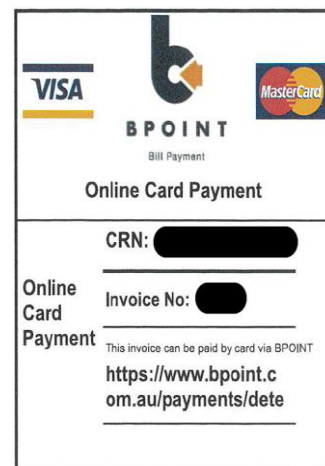 VISA
MasterCard
BPOINT
Bill Payment
Online Card Payment
CRN:
Online
Card
Payment
Invoice No:
This invoice can be paid by card via BPOINT
https://www.bpoint.c
om.au/payments/dete